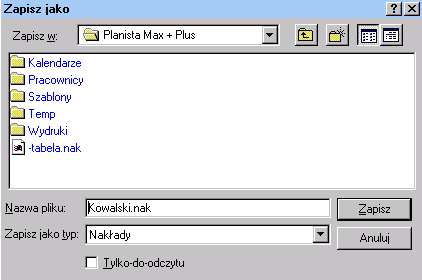 Zapisz jako
Zapisz w: Planista Max + Plus
Kalendarze
Pracownicy
Szablony
Temp
Wydruki
-tabela.nak
Nazwa pliku: Kowalski.nak Zapisz
Zapisz jako typ: Nakłady Anuluj
Tylko-do-odczytu